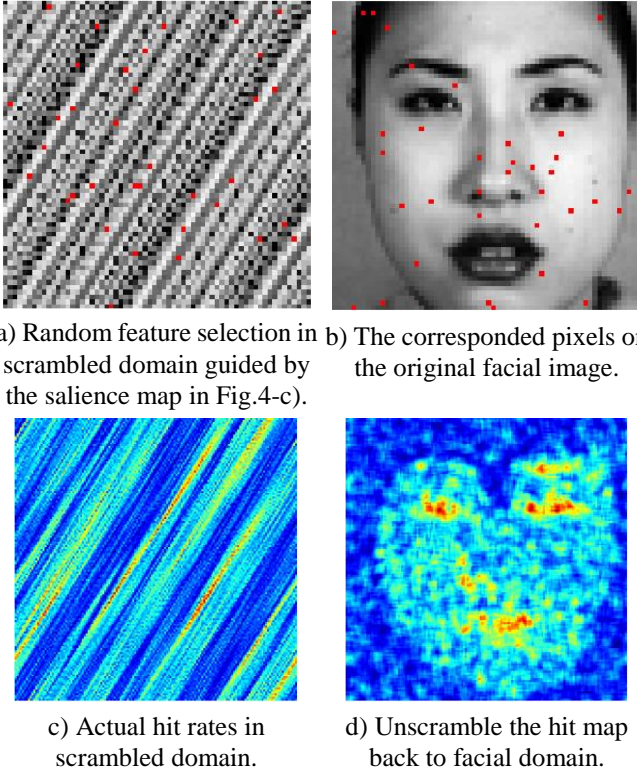 a) Random feature selection in
scrambled domain guided by
the salience map in Fig.4-c).
b) The corresponded pixels on
the original facial image.
c) Actual hit rates in
scrambled domain.
d) Unscramble the hit map
back to facial domain.